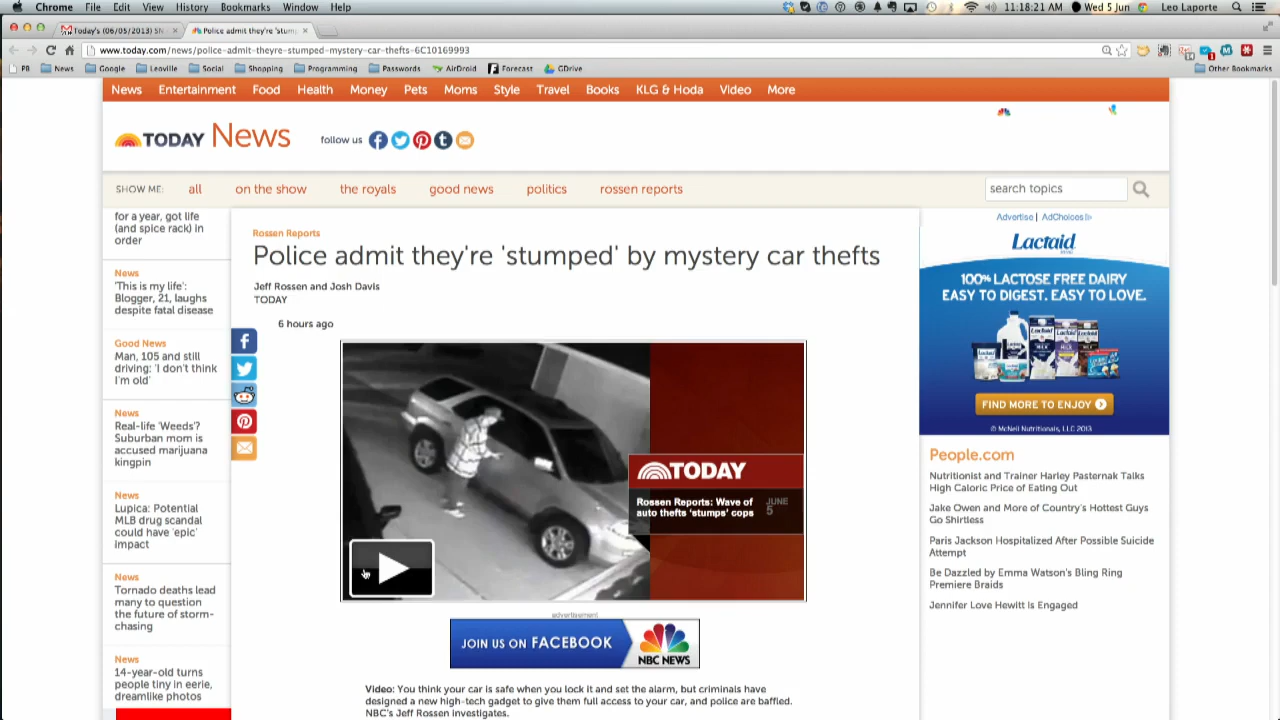 Chrome File Edit View History Bookmarks Window Help
11:18:21 AM Wed 5 Jun Leo Laporte
Today's (06/05/2013) SN
Police admit they're 'stum
www.today.com/news/police-admit-theyre-stumped-mystery-car-thefts-6C10169993
PB News Google Leoville Social Shopping Programming Passwords AirDroid Forecast GDrive Other Bookmarks
News Entertainment Food Health Money Pets Moms Style Travel Books KLG & Hoda Video More
TODAY News follow us
SHOW ME: all on the show the royals good news politics rossen reports search topics
for a year, got life
(and spice rack) in
order
News
'This is my life':
Blogger, 21, laughs
despite fatal disease
Good News
Man, 105 and still
driving: 'I don't think
I'm old'
News
Real-life 'Weeds'?
Suburban mom is
accused marijuana
kingpin
News
Lupica: Potential
MLB drug scandal
could have 'epic'
impact
News
Tornado deaths lead
many to question
the future of storm-
chasing
News
14-year-old turns
people tiny in eerie,
dreamlike photos
Rossen Reports
Police admit they're 'stumped' by mystery car thefts
Jeff Rossen and Josh Davis
TODAY
6 hours ago
TODAY
Rossen Reports: Wave of
auto thefts 'stumps' cops
JUNE
5
advertisement
JOIN US ON FACEBOOK
NBC NEWS
Video: You think your car is safe when you lock it and set the alarm, but criminals have
designed a new high-tech gadget to give them full access to your car, and police are baffled.
NBC's Jeff Rossen investigates.
Advertise | AdChoices
Lactaid
100% LACTOSE FREE DAIRY
EASY TO DIGEST. EASY TO LOVE.
FIND MORE TO ENJOY
© McNeil Nutritionals, LLC 2013
People.com
Nutritionist and Trainer Harley Pasternak Talks
High Caloric Price of Eating Out
Jake Owen and More of Country's Hottest Guys
Go Shirtless
Paris Jackson Hospitalized After Possible Suicide
Attempt
Be Dazzled by Emma Watson's Bling Ring
Premiere Braids
Jennifer Love Hewitt Is Engaged